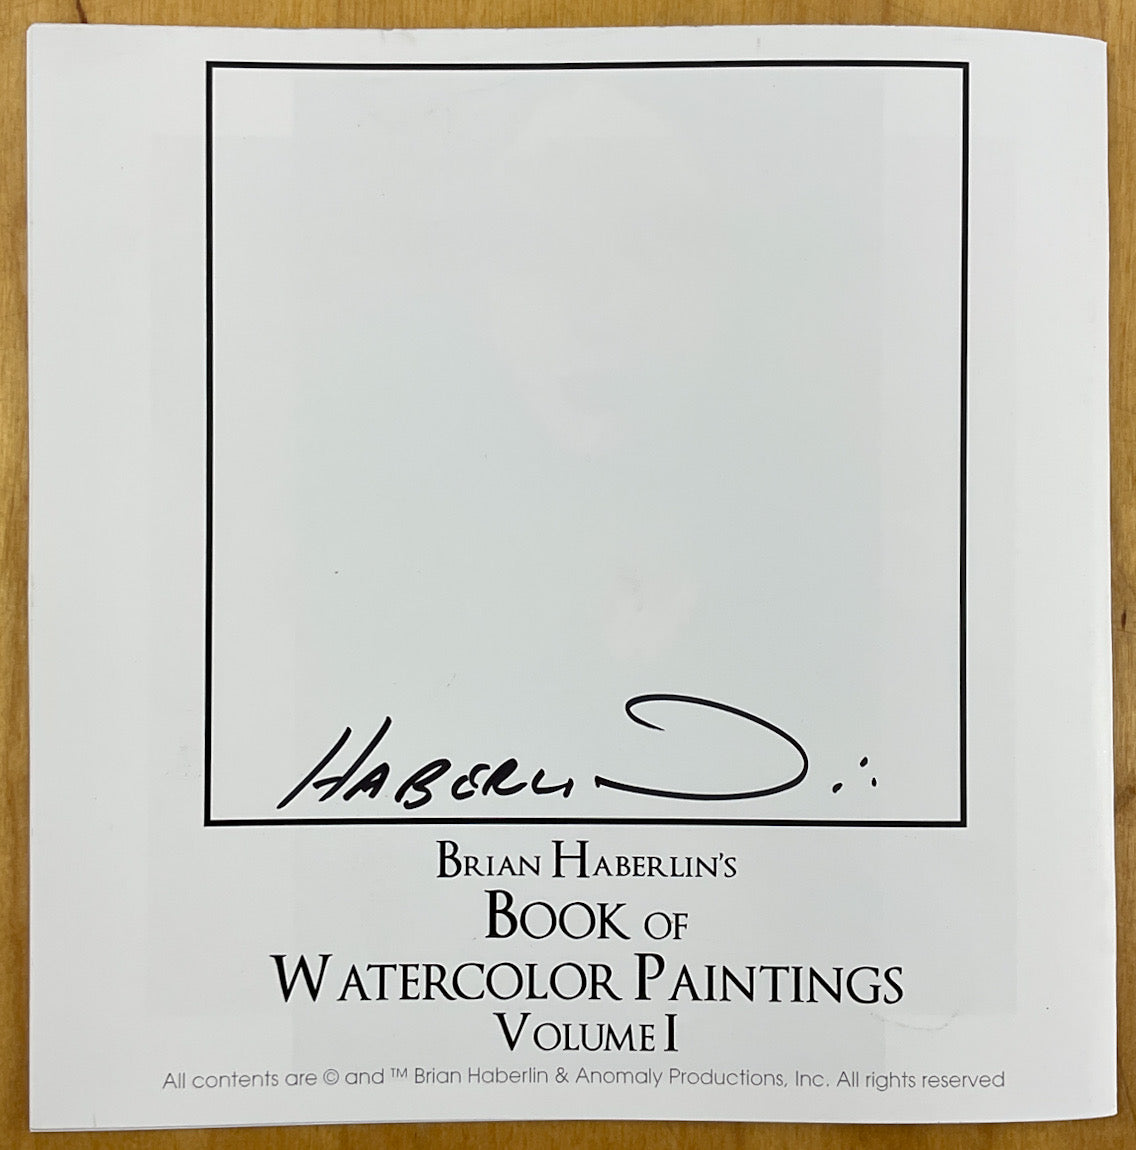 HABERLIN
BRIAN HABERLIN'S
BOOK OF
WATERCOLOR PAINTINGS
VOLUME I
All contents are © and ™ Brian Haberlin & Anomaly Productions, Inc. All rights reserved